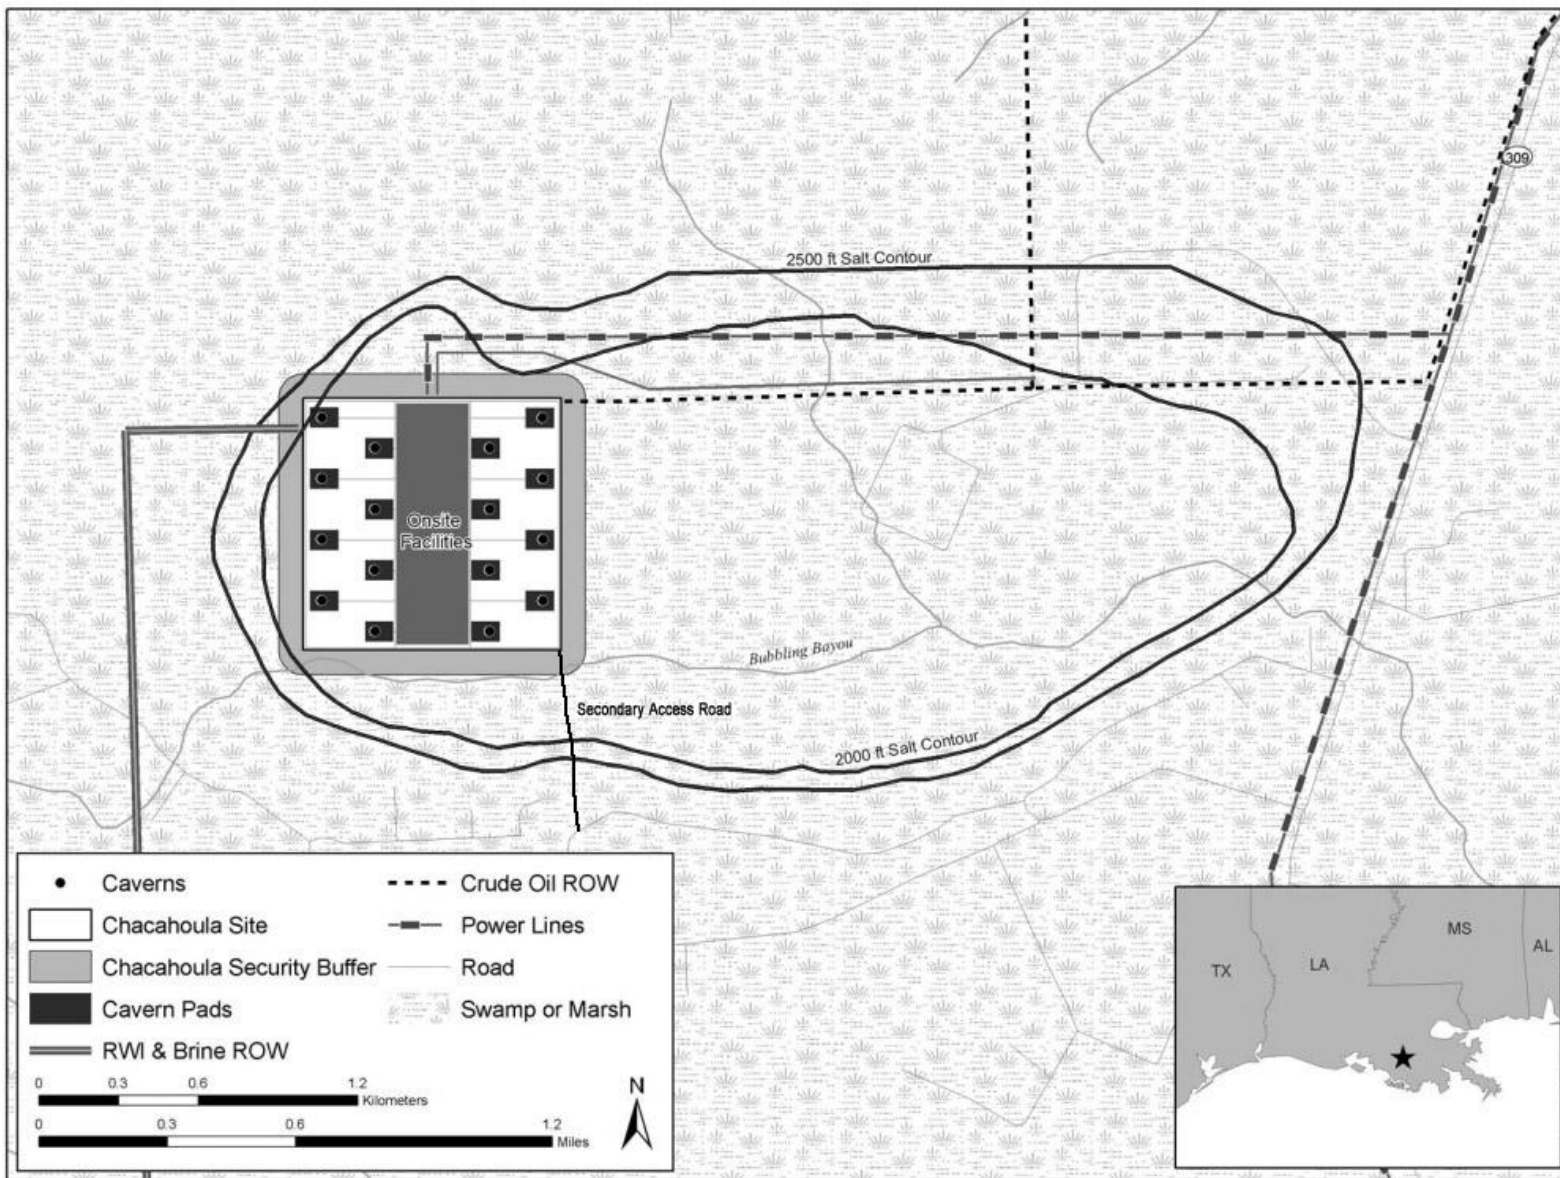 309
2500 ft Salt Contour
Onsite
Facilities
Bubbling Bayou
Secondary Access Road
2000 ft Salt Contour
Caverns
Chacahoula Site
Chacahoula Security Buffer
Cavern Pads
RWI & Brine ROW
Crude Oil ROW
Power Lines
Road
Swamp or Marsh
0 0.3 0.6 1.2
Kilometers
0 0.3 0.6 1.2
Miles
N
TX
LA
MS
AL